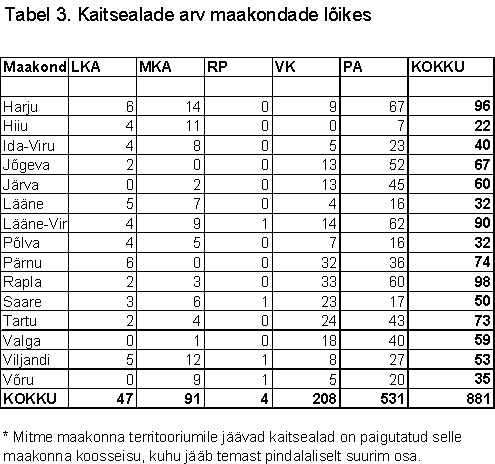 Tabel 3. Kaitsealade arv maakondade lõikes
Maakond LKA MKA RP VK PA KOKKU
Harju 6 14 0 9 67 96
Hiiu 4 11 0 0 7 22
Ida-Viru 4 8 0 5 23 40
Jõgeva 2 0 0 13 52 67
Järva 0 2 0 13 45 60
Lääne 5 7 0 4 16 32
Lääne-Vir 4 9 1 14 62 90
Põlva 4 5 0 7 16 32
Pärnu 6 0 0 32 36 74
Rapla 2 3 0 33 60 98
Saare 3 6 1 23 17 50
Tartu 2 4 0 24 43 73
Valga 0 1 0 18 40 59
Viljandi 5 12 1 8 27 53
Võru 0 9 1 5 20 35
KOKKU 47 91 4 208 531 881
* Mitme maakonna territooriumile jäävad kaitsealad on paigutatud selle
maakonna koosseisu, kuhu jääb temast pindalaliselt suurim osa.